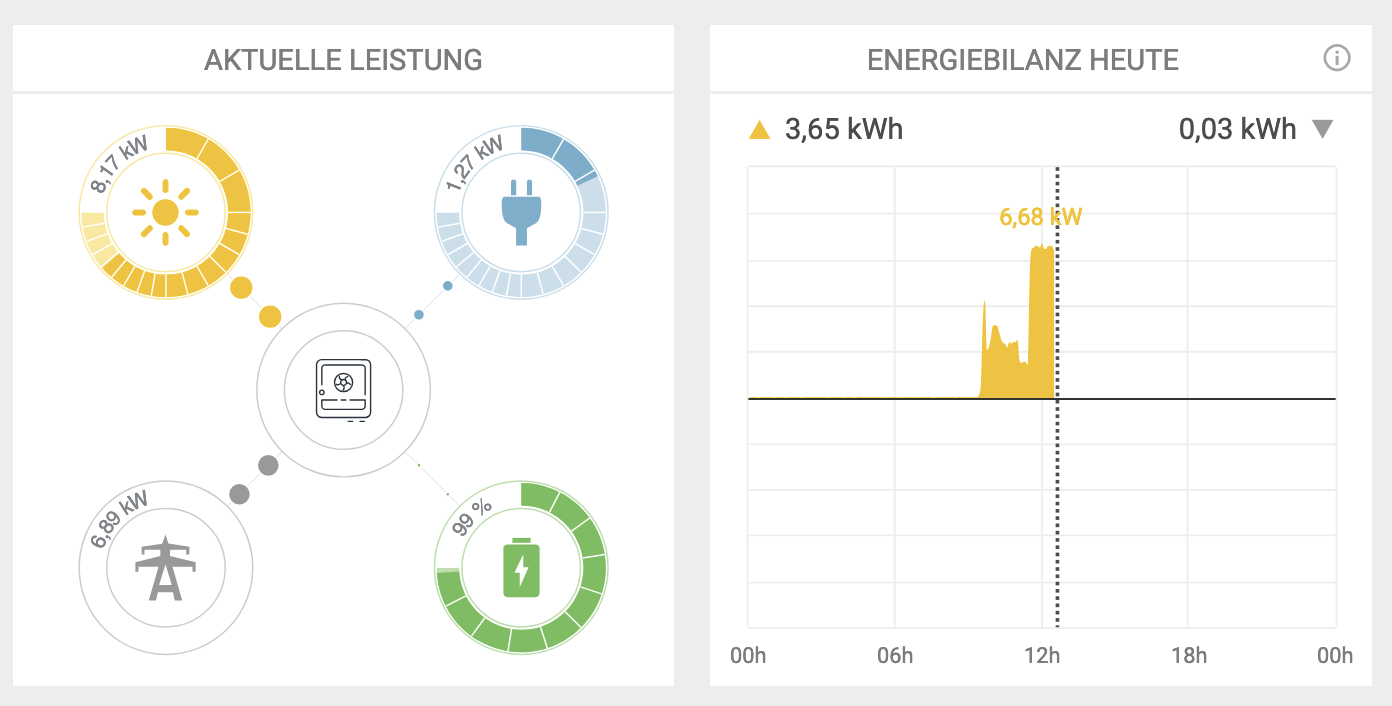 AKTUELLE LEISTUNG
8,17 kW
1,27 kW
6,89 kW
99 %
ENERGIEBILANZ HEUTE
3,65 kWh
0,03 kWh
6,68 kW
00h 06h 12h 18h 00h